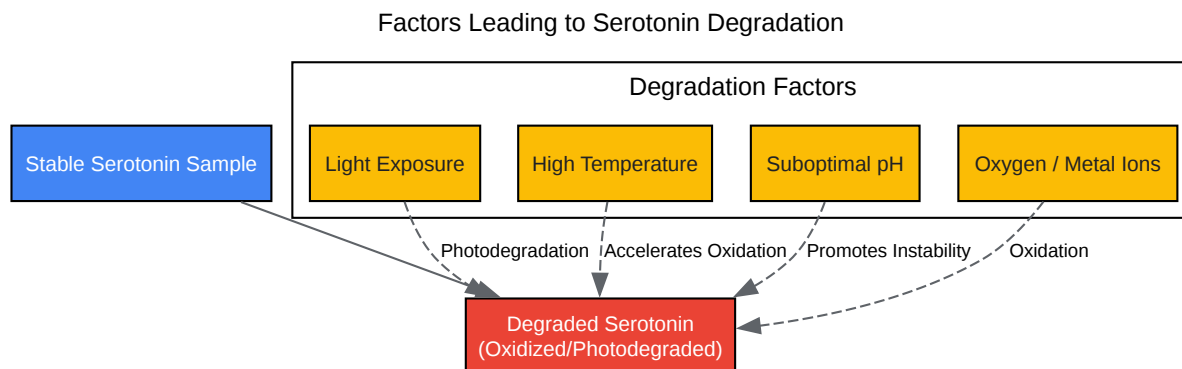 Factors Leading to Serotonin Degradation
Degradation Factors
Stable Serotonin Sample
Light Exposure
High Temperature
Suboptimal pH
Oxygen / Metal Ions
Photodegradation
Accelerates Oxidation
Promotes Instability
Oxidation
Degraded Serotonin
(Oxidized/Photodegraded)